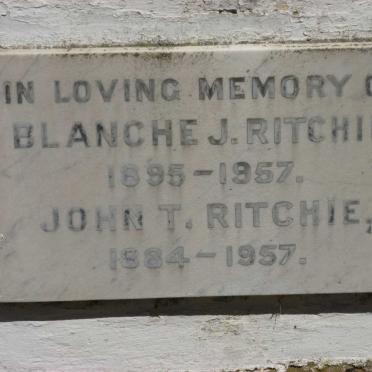 IN LOVING MEMORY O
BLANCHE J. RITCHI
1895 – 1957.
JOHN T. RITCHIE,
1884 – 1957.